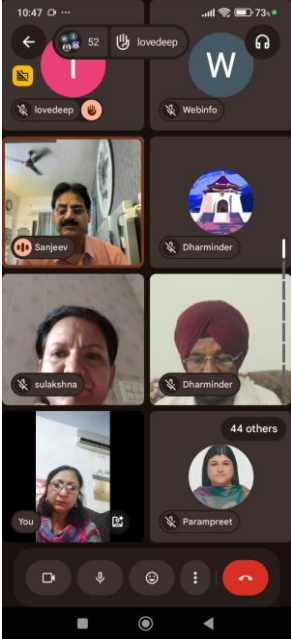 10:47
73%
52 lovedeep
W
lovedeep
Webinfo
Sanjeev
Dharminder
sulakshna
Dharminder
44 others
You
Parampreet